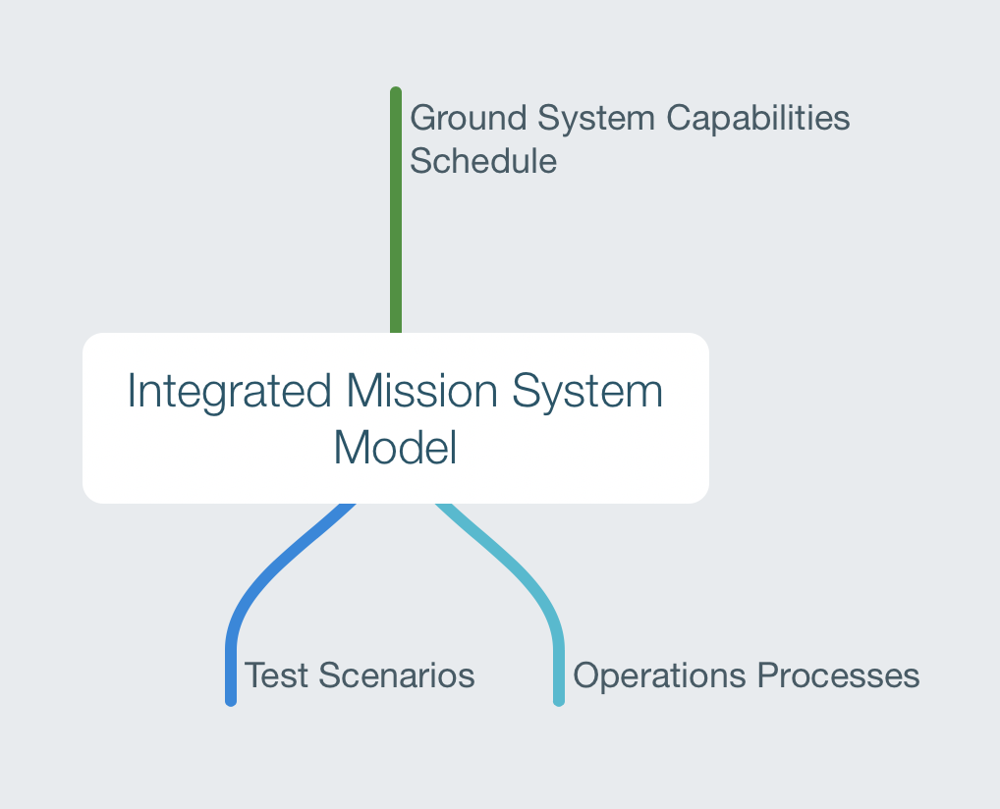 Ground System Capabilities
Schedule
Integrated Mission System
Model
Test Scenarios
Operations Processes